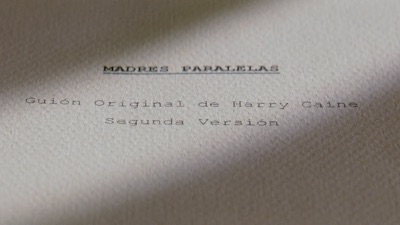 MADRES PARALELAS
Guión Original de Harry Caine
Segunda Versión